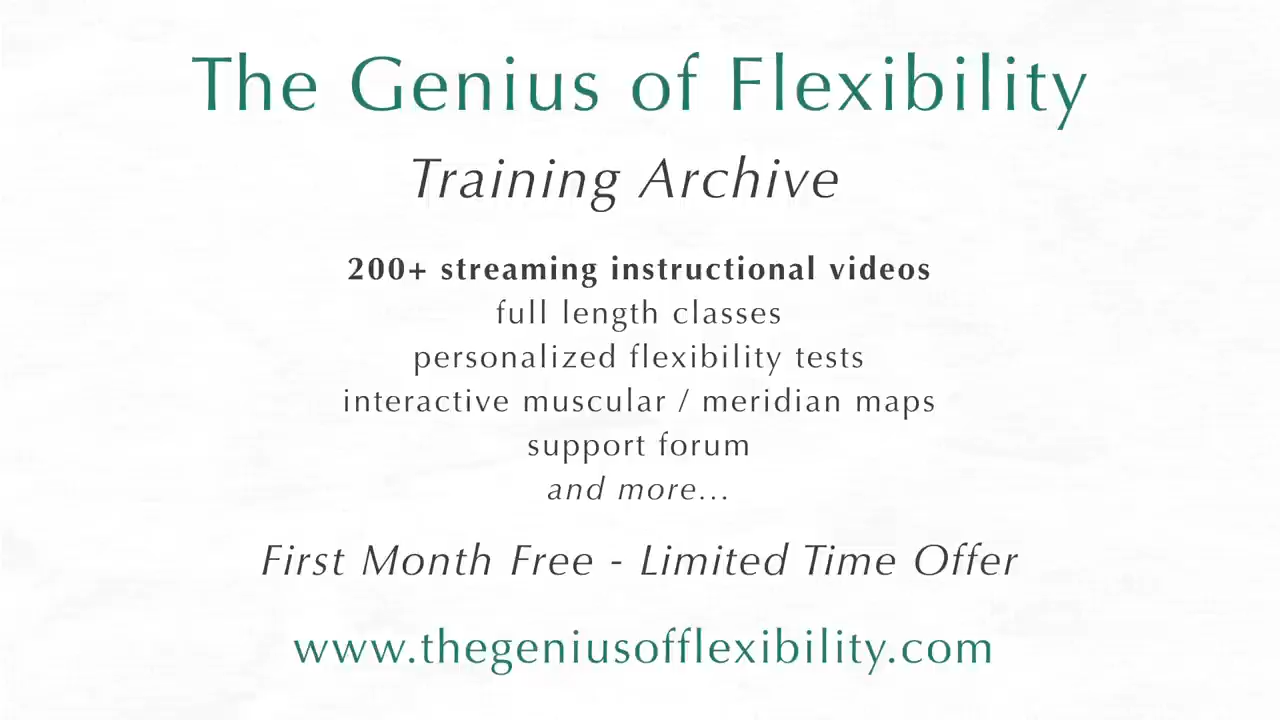 The Genius of Flexibility
Training Archive
200+ streaming instructional videos
full length classes
personalized flexibility tests
interactive muscular / meridian maps
support forum
and more...
First Month Free - Limited Time Offer
www.thegeniusofflexibility.com